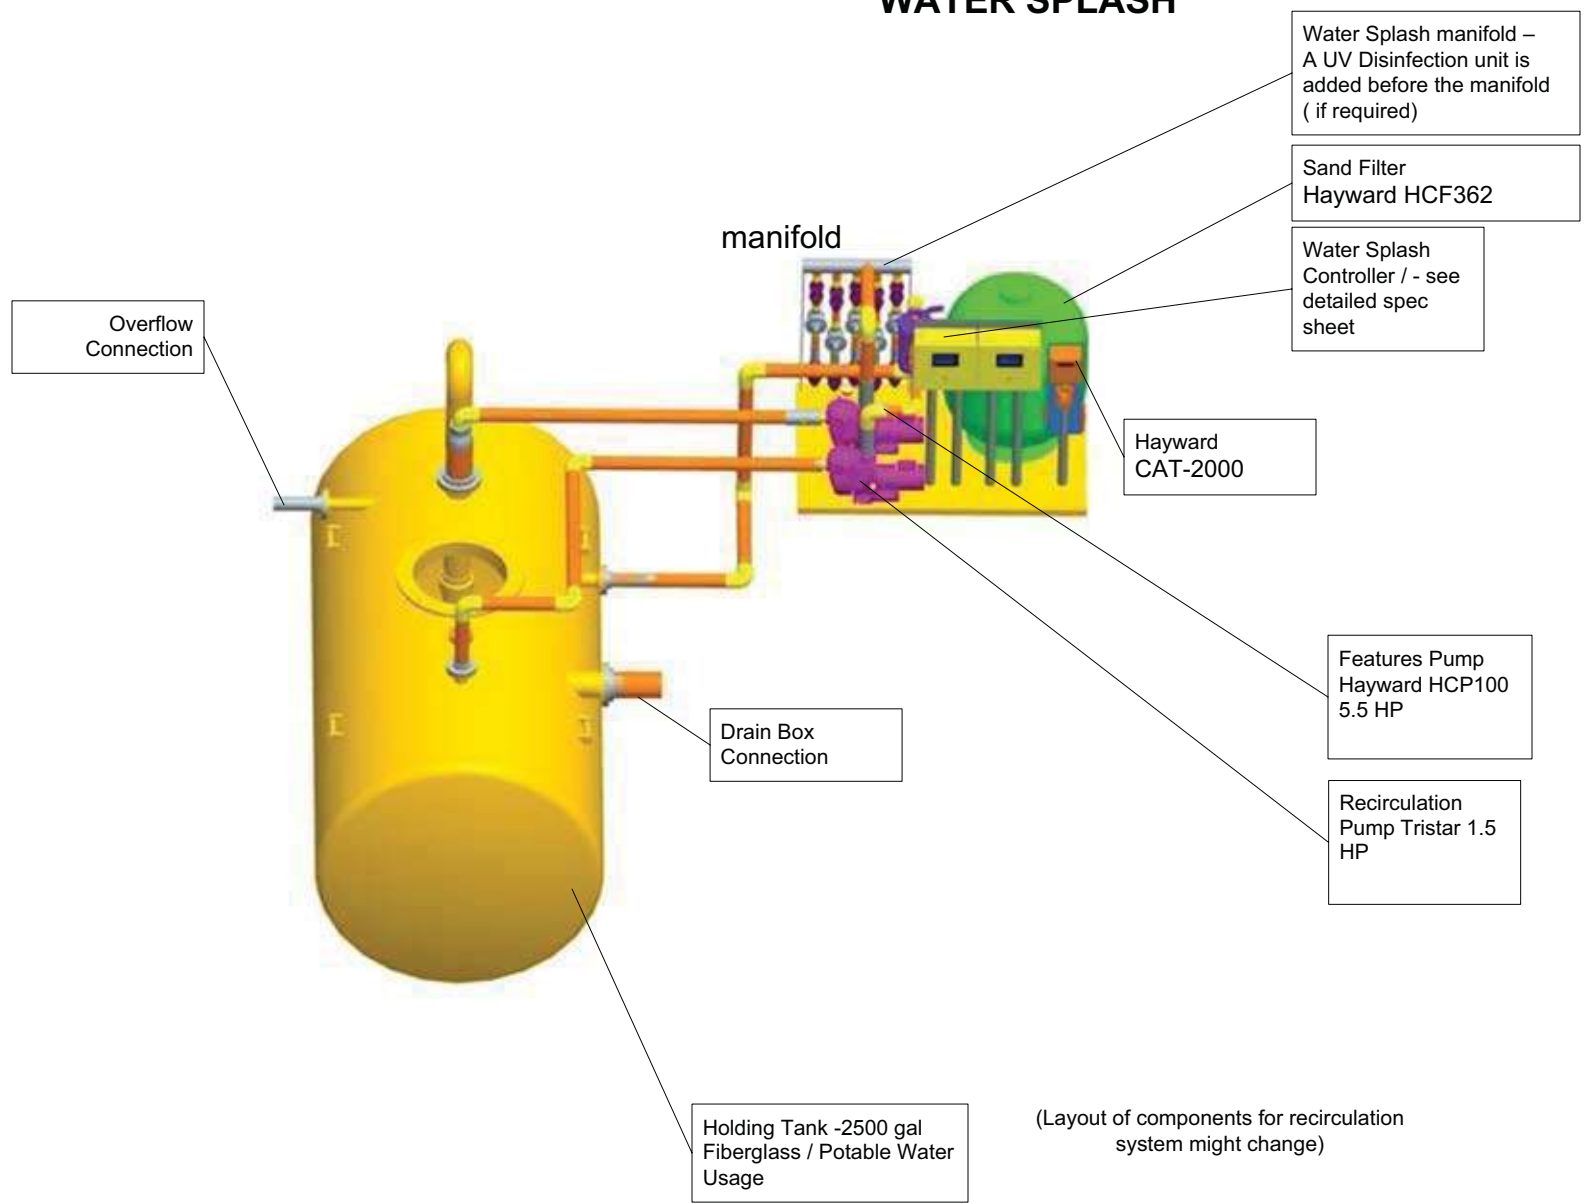 WATER SPLASH
Water Splash manifold –
A UV Disinfection unit is
added before the manifold
( if required)
Sand Filter
Hayward HCF362
manifold
Water Splash
Controller / - see
detailed spec
sheet
Overflow
Connection
Hayward
CAT-2000
Features Pump
Hayward HCP100
5.5 HP
Drain Box
Connection
Recirculation
Pump Tristar 1.5
HP
Holding Tank -2500 gal
Fiberglass / Potable Water
Usage
(Layout of components for recirculation
system might change)